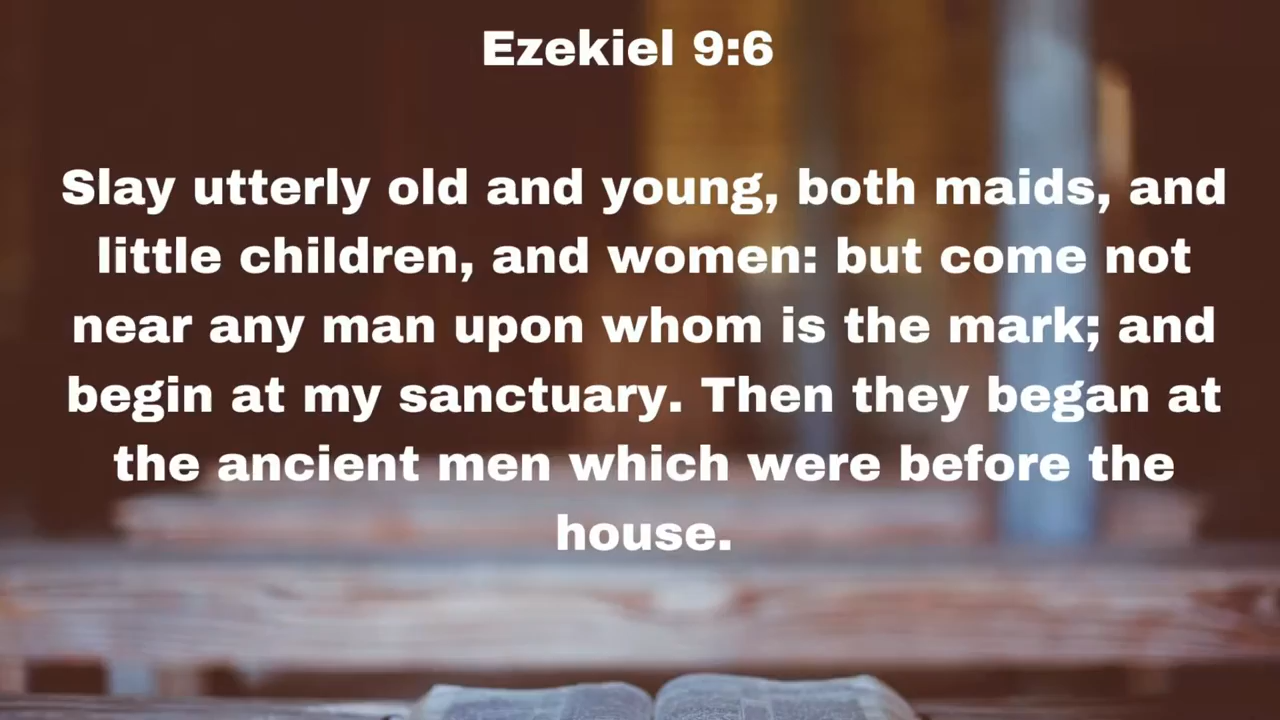 Ezekiel 9:6
Slay utterly old and young, both maids, and
little children, and women: but come not
near any man upon whom is the mark; and
begin at my sanctuary. Then they began at
the ancient men which were before the
house.